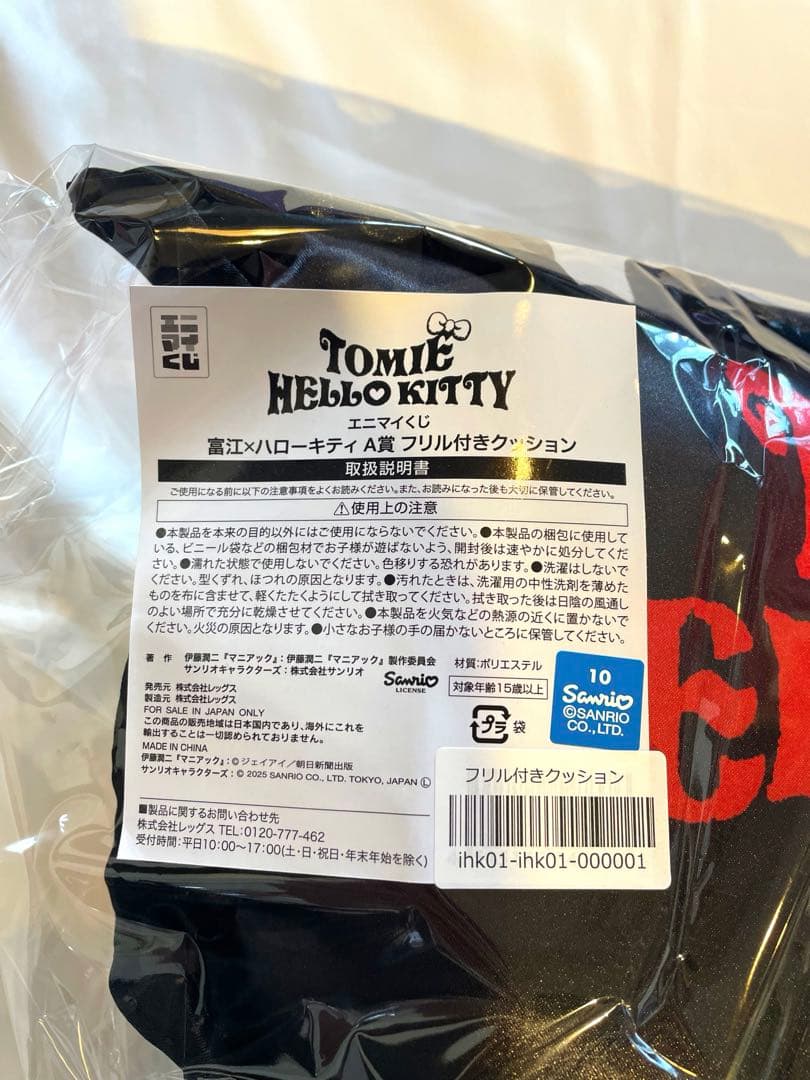 エニマイくじ
TOMIE
HELLO KITTY
エニマイくじ
富江×ハローキティ A賞 フリル付きクッション
取扱説明書
ご使用になる前に以下の注意事項をよくお読みください。また、お読みになった後も大切に保管してください。
⚠使用上の注意
●本製品を本来の目的以外にはご使用にならないでください。●本製品の梱包に使用して
いる、ビニール袋などの梱包材でお子様が遊ばないよう、開封後は速やかに処分してくだ
さい。●濡れた状態で使用しないでください。色移りする恐れがあります。●洗濯はしないで
ください。型くずれ、ほつれの原因となります。●汚れたときは、洗濯用の中性洗剤を薄めた
ものを布に含ませて、軽くたたくようにして拭き取ってください。拭き取った後は日陰の風通し
のよい場所で充分に乾燥させてください。●本製品を火気などの熱源の近くに置かないで
ください。火災の原因となります。●小さなお子様の手の届かないところに保管してください。
著 作 伊藤潤二『マニアック』：伊藤潤二『マニアック』製作委員会
サンリオキャラクターズ：株式会社サンリオ
発売元 株式会社レッグス
製造元 株式会社レッグス
FOR SALE IN JAPAN ONLY
この商品の販売地域は日本国内であり、海外にこれを
輸出することは一切認められておりません。
MADE IN CHINA
伊藤潤二『マニアック』：©ジェイアイ／朝日新聞出版
サンリオキャラクターズ：© 2025 SANRIO CO., LTD. TOKYO, JAPAN Ⓛ
Sanrio
LICENSE
材質：ポリエステル
対象年齢15歳以上
プラ 袋
10
Sanrio
©SANRIO
CO.,LTD.
■製品に関するお問い合わせ先
株式会社レッグス TEL：0120-777-462
受付時間：平日10:00～17:00(土・日・祝日・年末年始を除く)
フリル付きクッション
ihk01-ihk01-000001